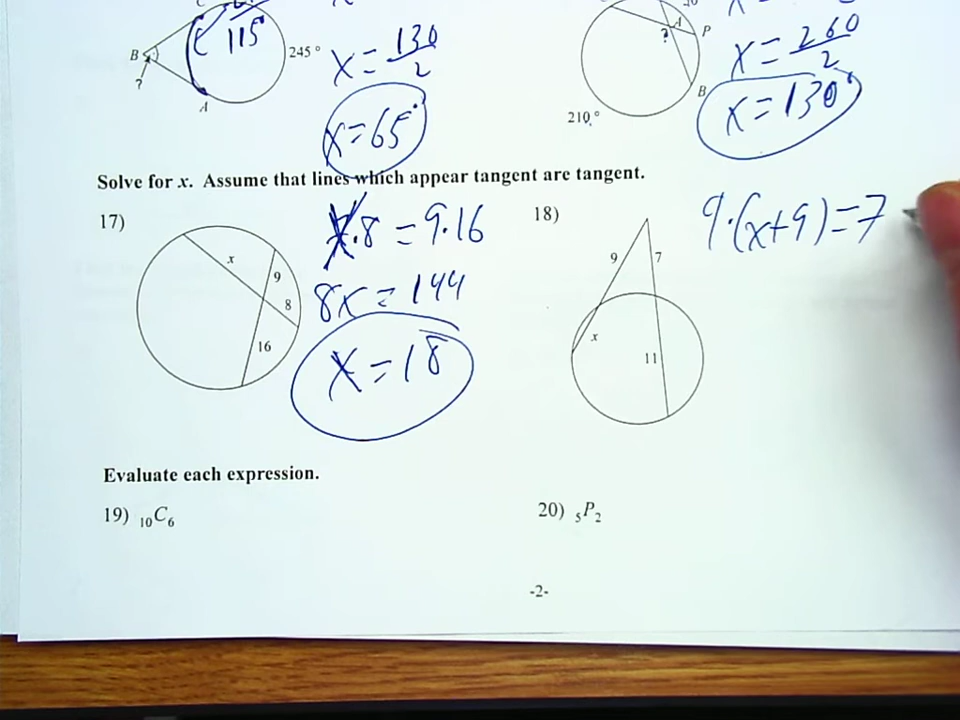 C
115°
B
245°
?
A
x = 130/2
x = 65°
?
A
P
B
210°
x = 260/2
x = 130°
Solve for x. Assume that lines which appear tangent are tangent.
17)
x
9
8
16
x·8 = 9·16
8x = 144
x = 18
18)
9
7
x
11
9·(x+9)=7
Evaluate each expression.
19) 10C6
20) 5P2
-2-